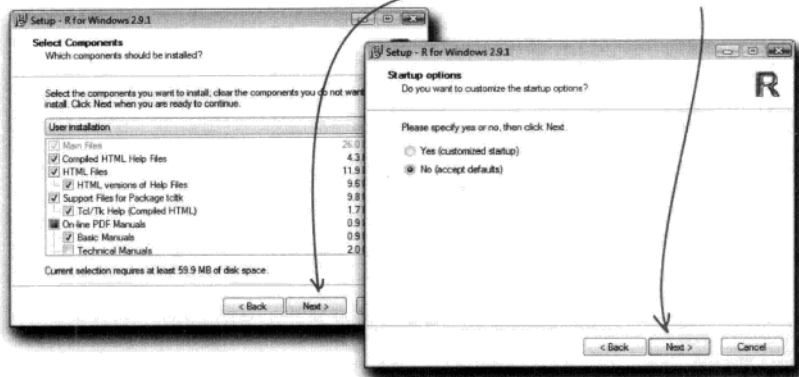 Setup - R for Windows 2.9.1
Select Components
Which components should be installed?
Select the components you want to install; clear the components you do not want
install. Click Next when you are ready to continue.
User installation
Main Files 26.0
Compiled HTML Help Files 4.3
HTML Files 11.9
HTML versions of Help Files 9.6
Support Files for Package tcltk 9.8
Tcl/Tk Help (Compiled HTML) 1.7
On-line PDF Manuals 0.9
Basic Manuals 0.9
Technical Manuals 2.0
Current selection requires at least 59.9 MB of disk space.
< Back Next >
Setup - R for Windows 2.9.1
Startup options
Do you want to customize the startup options?
R
Please specify yes or no, then click Next.
Yes (customized startup)
No (accept defaults)
< Back Next > Cancel